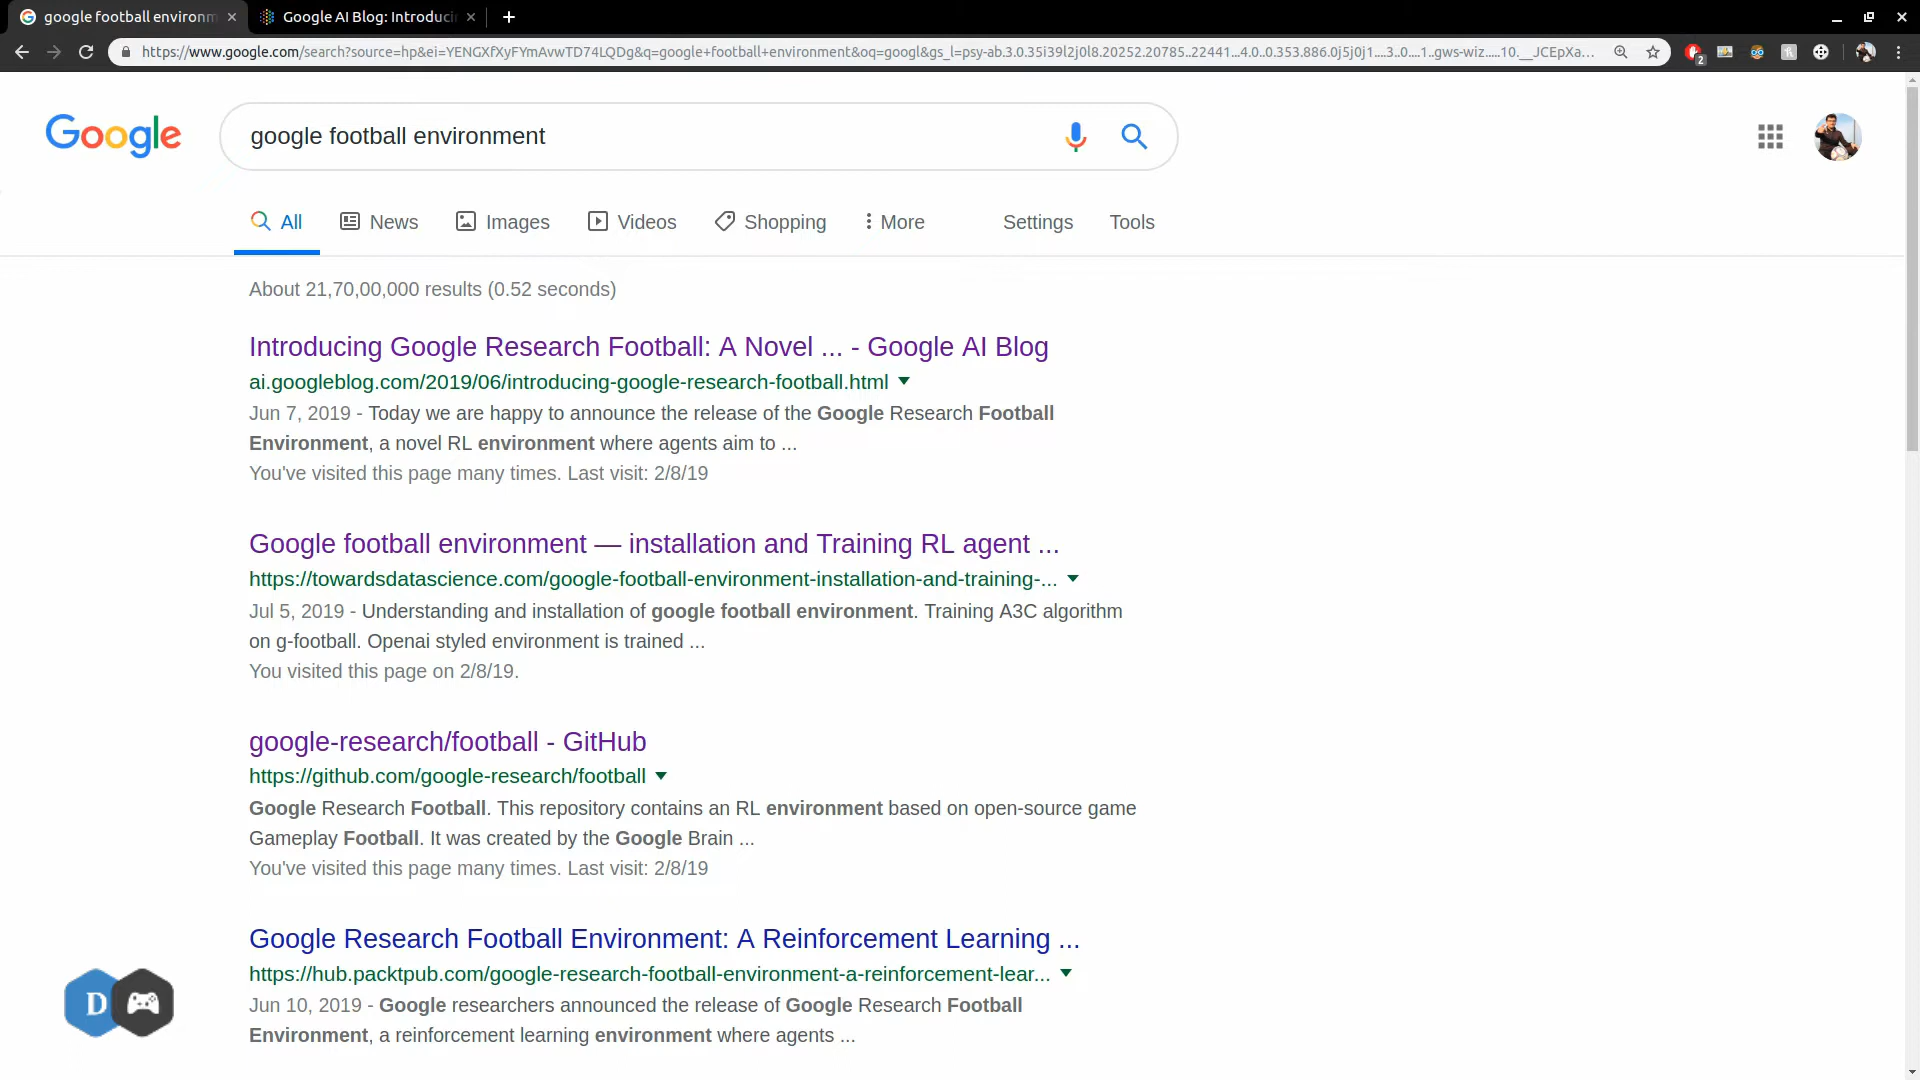 google football environm
Google AI Blog: Introduci
https://www.google.com/search?source=hp&ei=YENGXfXyFYmAvwTD74LQDg&q=google+football+environment&oq=googl&gs_l=psy-ab.3.0.35i39l2j0l8.20252.20785..22441...4.0..0.353.886.0j5j0j1....3..0....1..gws-wiz.....10.__JCEpXa...
2
Google
google football environment
All
News
Images
Videos
Shopping
More
Settings
Tools
About 21,70,00,000 results (0.52 seconds)
Introducing Google Research Football: A Novel ... - Google AI Blog
ai.googleblog.com/2019/06/introducing-google-research-football.html
Jun 7, 2019 - Today we are happy to announce the release of the Google Research Football
Environment, a novel RL environment where agents aim to ...
You've visited this page many times. Last visit: 2/8/19
Google football environment — installation and Training RL agent ...
https://towardsdatascience.com/google-football-environment-installation-and-training-...
Jul 5, 2019 - Understanding and installation of google football environment. Training A3C algorithm
on g-football. Openai styled environment is trained ...
You visited this page on 2/8/19.
google-research/football - GitHub
https://github.com/google-research/football
Google Research Football. This repository contains an RL environment based on open-source game
Gameplay Football. It was created by the Google Brain ...
You've visited this page many times. Last visit: 2/8/19
Google Research Football Environment: A Reinforcement Learning ...
https://hub.packtpub.com/google-research-football-environment-a-reinforcement-lear...
Jun 10, 2019 - Google researchers announced the release of Google Research Football
Environment, a reinforcement learning environment where agents ...
D